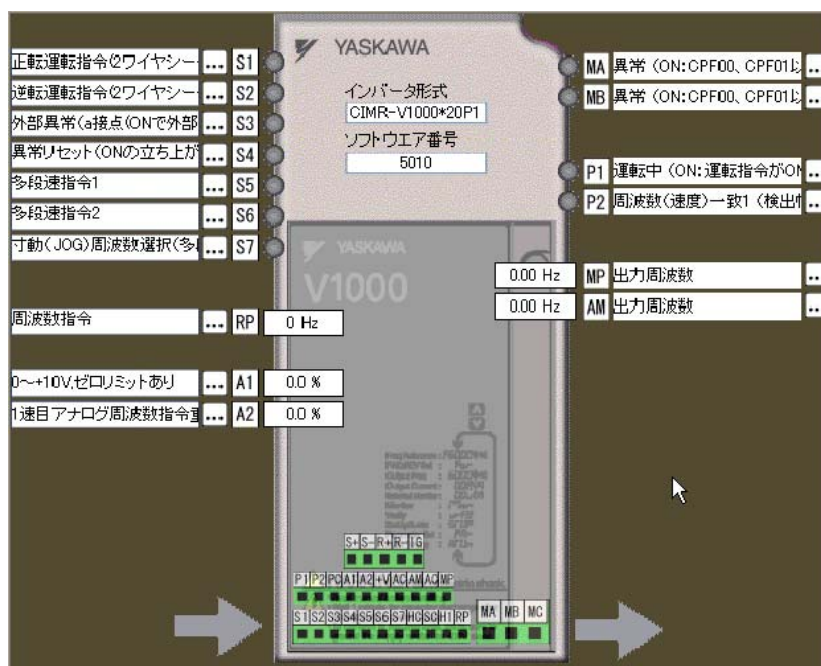 正転運転指令(2ワイヤシー ... S1
逆転運転指令(2ワイヤシー ... S2
外部異常(a接点(ONで外部 ... S3
異常リセット(ONの立ち上が ... S4
多段速指令1 ... S5
多段速指令2 ... S6
寸動(JOG)周波数選択(多 ... S7
周波数指令 ... RP 0 Hz
0～+10V,ゼロリミットあり ... A1 0.0 %
1速目アナログ周波数指令 ... A2 0.0 %
YASKAWA
インバータ形式
CIMR-V1000*20P1
ソフトウエア番号
5010
YASKAWA
V1000
MA 異常 (ON:CPF00、CPF01以 ..
MB 異常 (ON:CPF00、CPF01以 ..
P1 運転中 (ON:運転指令がON ..
P2 周波数(速度)一致1 (検出 ..
0.00 Hz MP 出力周波数 ..
0.00 Hz AM 出力周波数 ..
S+ S- R+ R- IG
P1 P2 PC A1 A2 +V AC AM AC MP
S1 S2 S3 S4 S5 S6 S7 HC SC H1 RP
MA MB MC